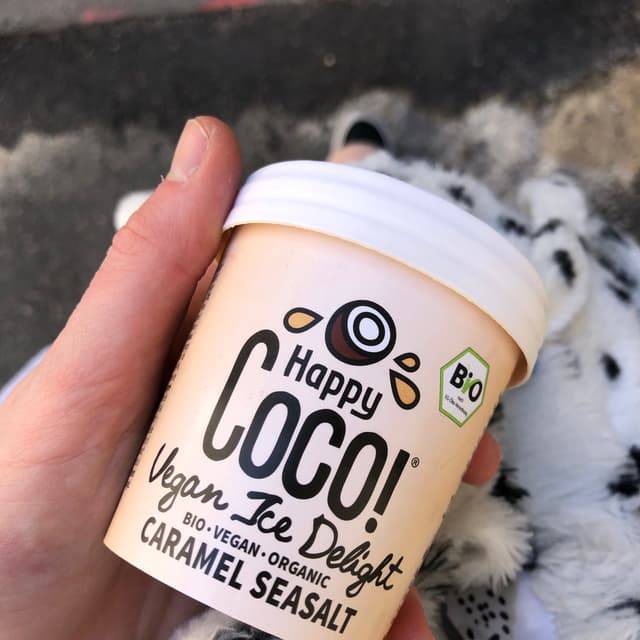 Happy
COCO!®
BiO
Vegan Ice Delight
BIO·VEGAN·ORGANIC
CARAMEL SEASALT